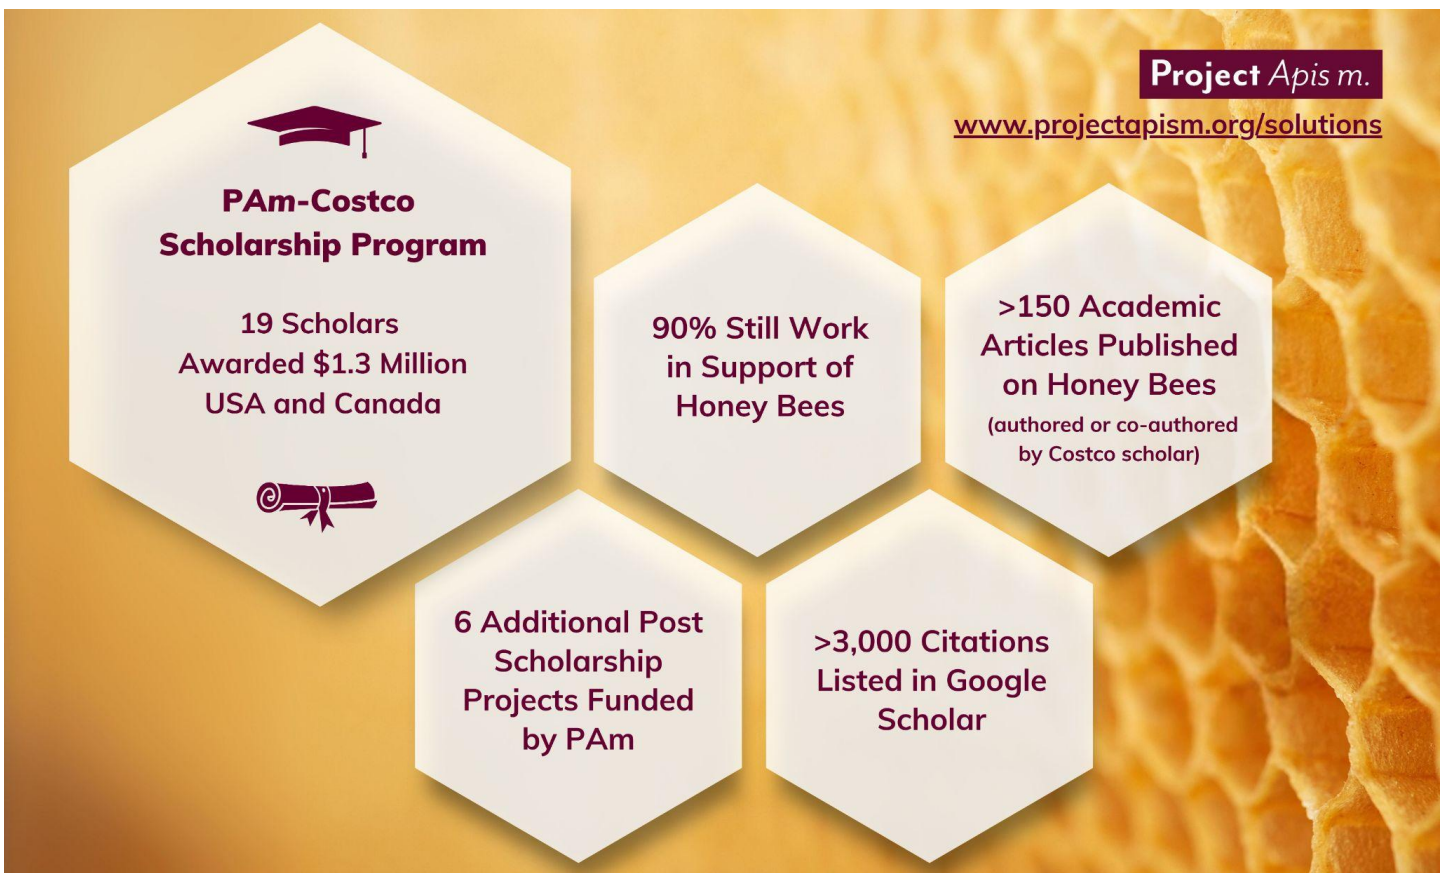 Project Apis m.
www.projectapism.org/solutions
PAm-Costco
Scholarship Program
19 Scholars
Awarded $1.3 Million
USA and Canada
90% Still Work
in Support of
Honey Bees
>150 Academic
Articles Published
on Honey Bees
(authored or co-authored
by Costco scholar)
6 Additional Post
Scholarship
Projects Funded
by PAm
>3,000 Citations
Listed in Google
Scholar